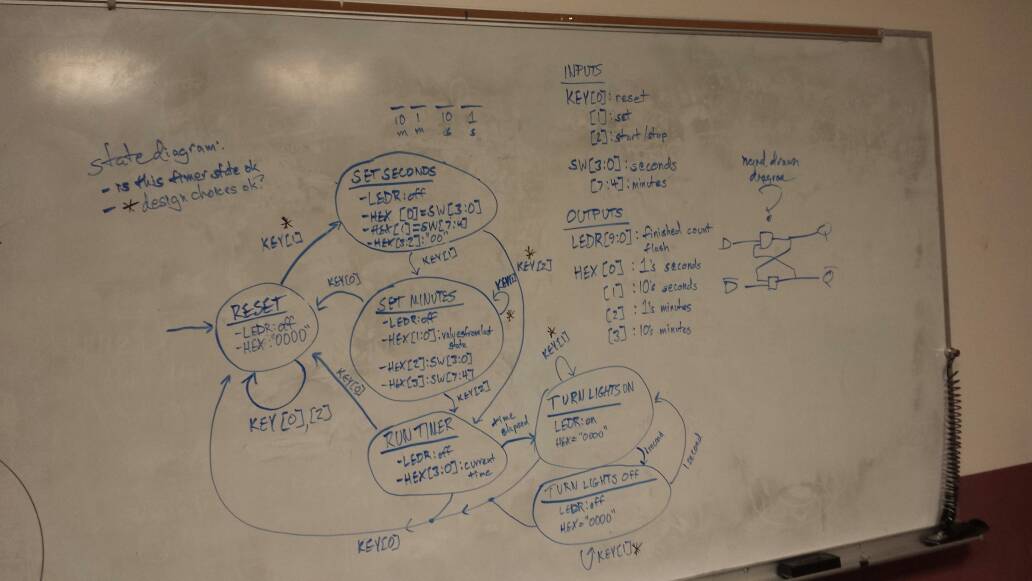 State diagram:
- is this timer state ok
- * design choices ok?
10 1 10 1
m m s s
SET SECONDS
- LEDR: off
- HEX [0] = SW[3:0]
- HEX[1] = SW[7:4]
- HEX[3:2]: "00"
*
KEY[1]
KEY[1]
*
KEY[2]
KEY[0]
RESET
- LEDR: off
- HEX: "0000"
KEY[0],[2]
SET MINUTES
- LEDR: off
- HEX[1:0]: values from last
state
- HEX[2]: SW[3:0]
- HEX[3]: SW[7:4]
*
KEY[2]
KEY[0]
RUN TIMER
- LEDR: off
- HEX[3:0]: current
time
time
elapsed
*
KEY[1]
TURN LIGHTS ON
LEDR: on
HEX = "0000"
1 second
1 second
TURN LIGHTS OFF
LEDR: off
HEX = "0000"
KEY[1]*
KEY[0]
INPUTS
KEY[0]: reset
[1]: set
[2]: start/stop
SW[3:0]: seconds
[7:4]: minutes
OUTPUTS
LEDR[9:0]: finished count
flash
HEX[0]: 1's seconds
[1]: 10's seconds
[2]: 1's minutes
[3]: 10's minutes
hand drawn
diagram
?
D
Q
D
Q